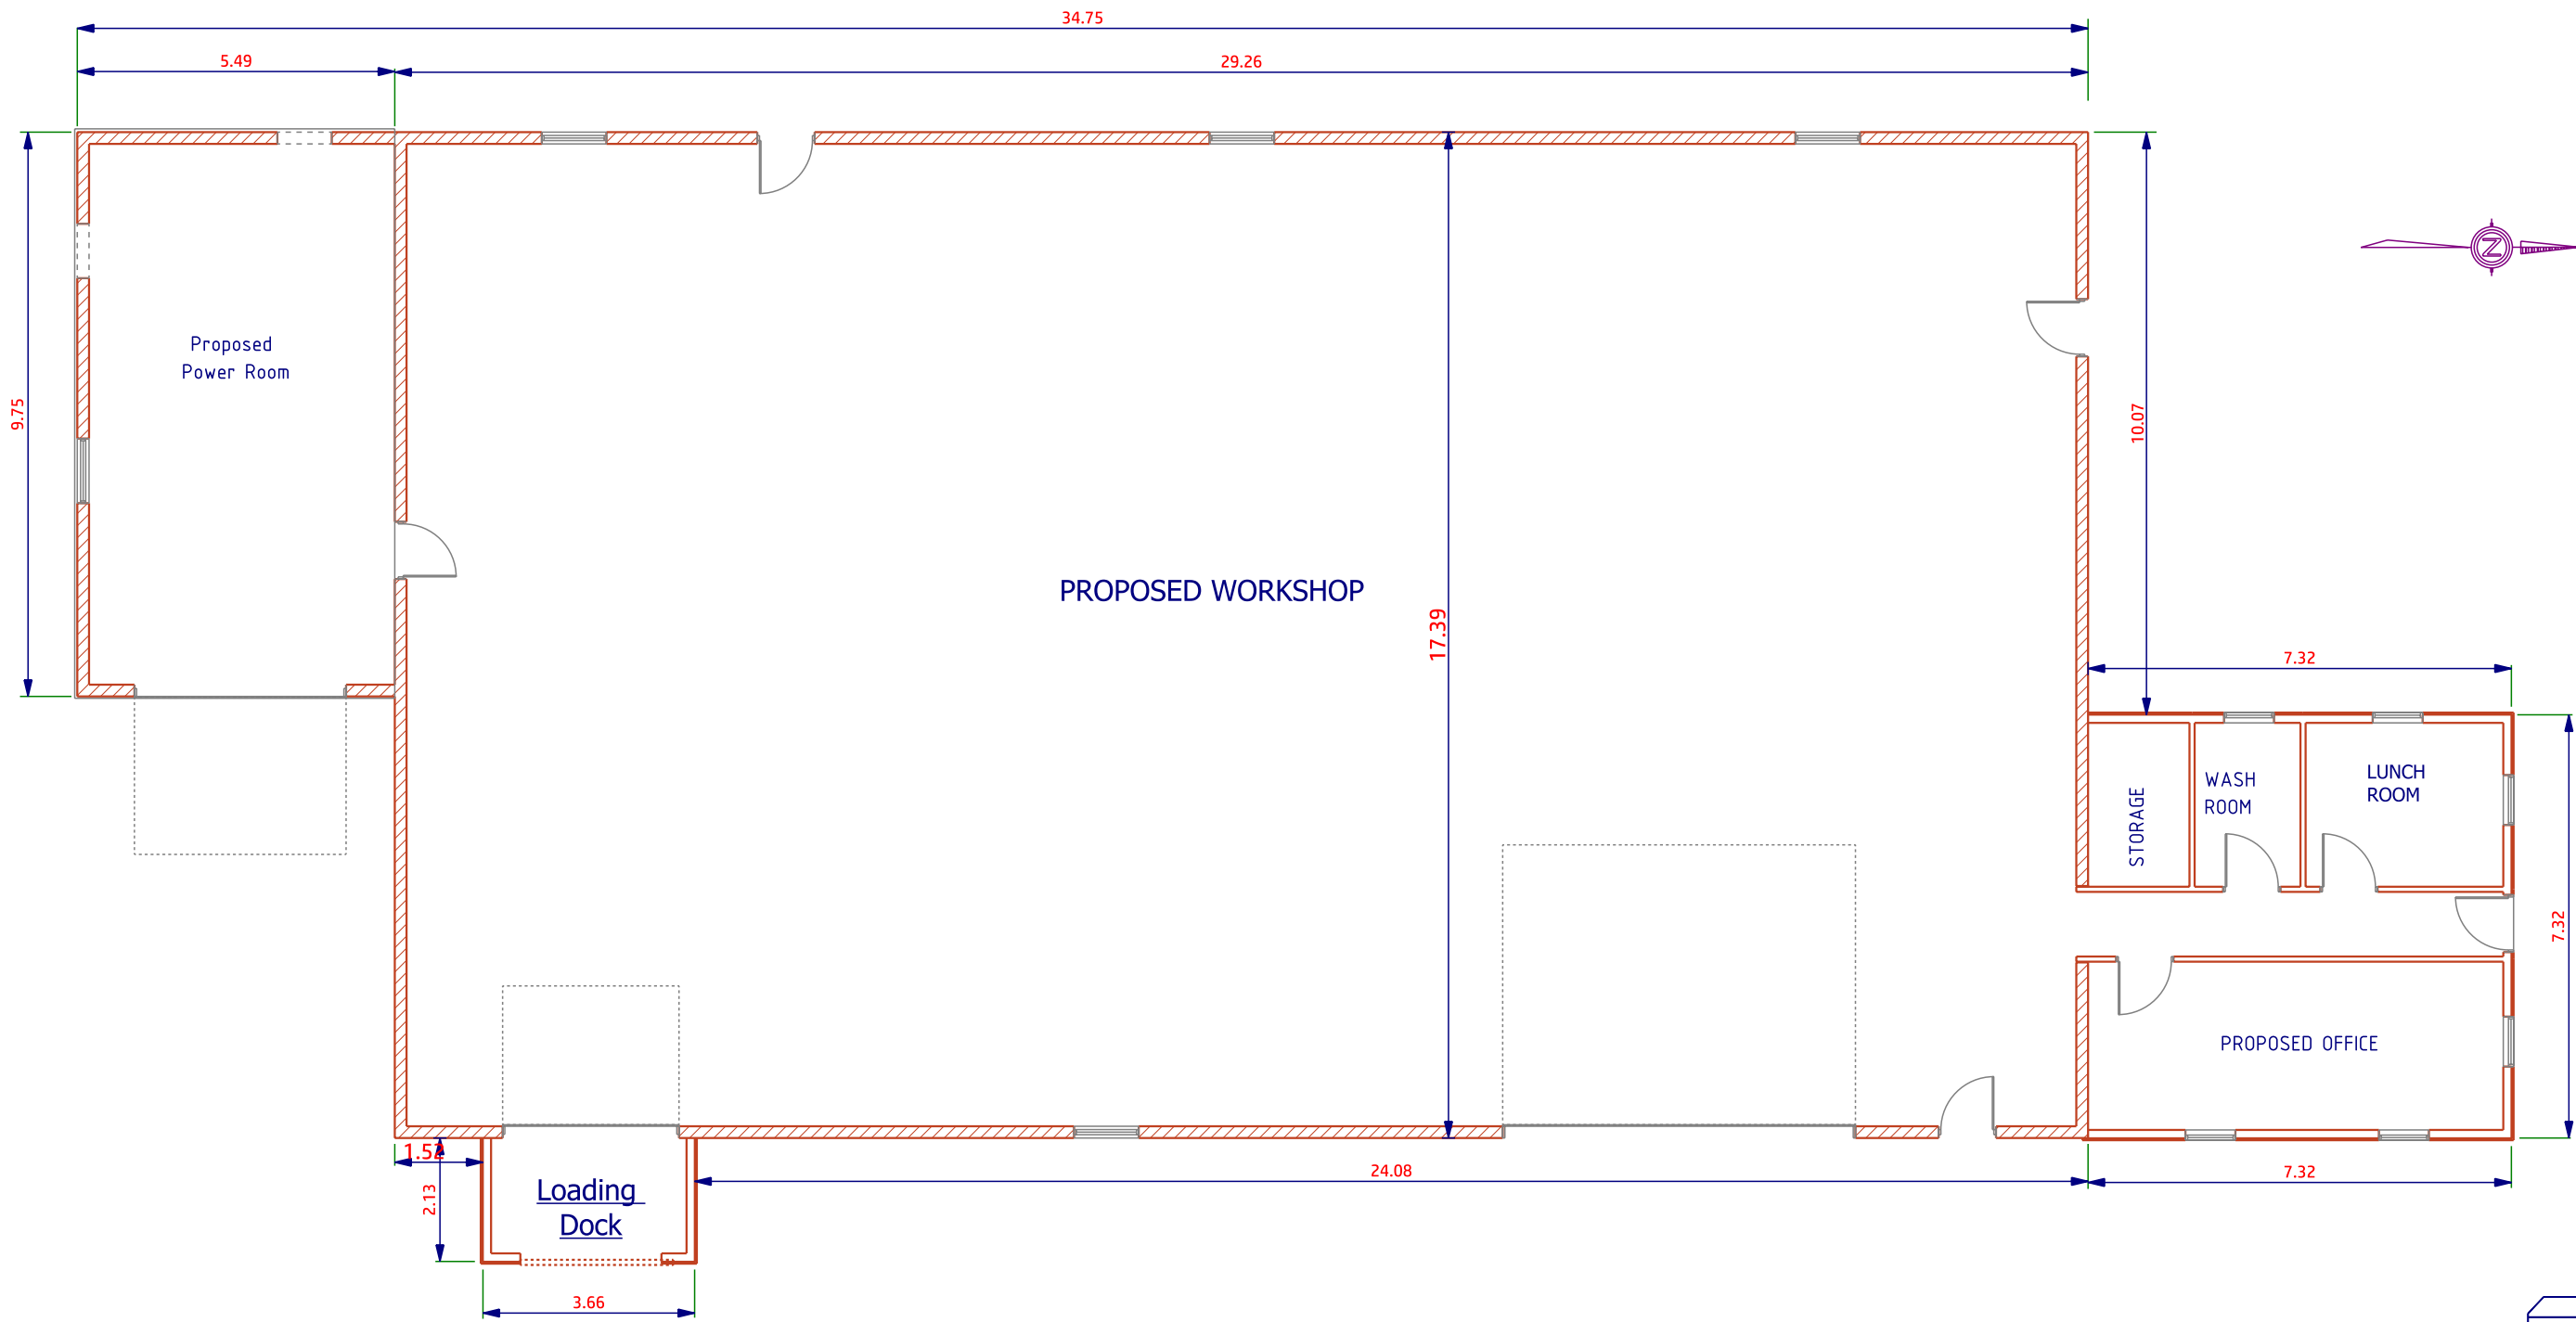 34.75
5.49
29.26
Proposed
Power Room
9.75
10.07
PROPOSED WORKSHOP
17.39
7.32
STORAGE
WASH
ROOM
LUNCH
ROOM
7.32
PROPOSED OFFICE
1.52
2.13
Loading
Dock
24.08
7.32
3.66
Z